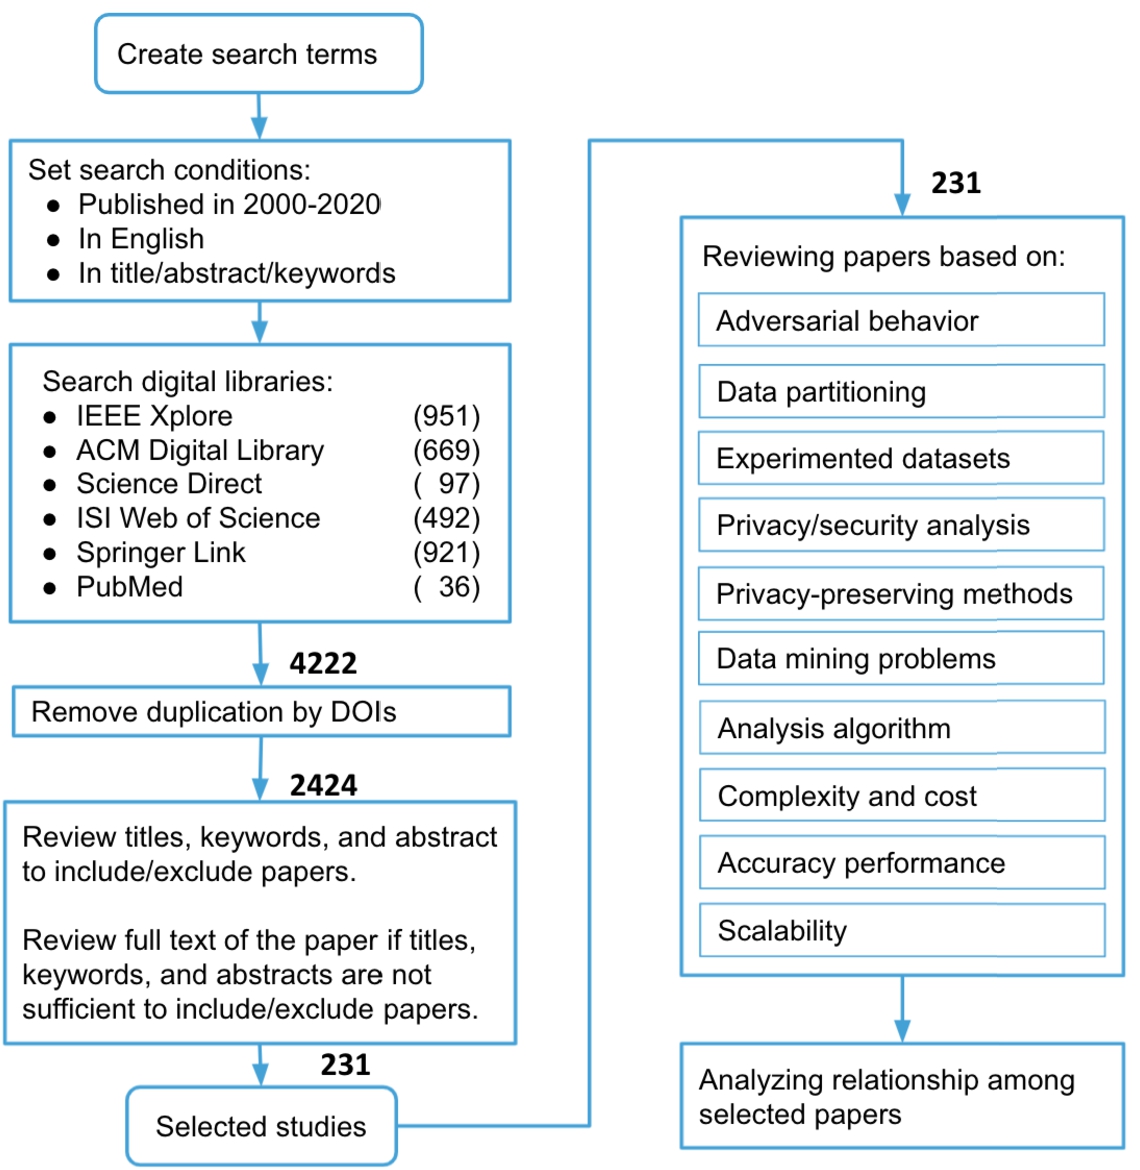 Create search terms
Set search conditions:
● Published in 2000-2020
● In English
● In title/abstract/keywords
Search digital libraries:
● IEEE Xplore (951)
● ACM Digital Library (669)
● Science Direct ( 97)
● ISI Web of Science (492)
● Springer Link (921)
● PubMed ( 36)
4222
Remove duplication by DOIs
2424
Review titles, keywords, and abstract
to include/exclude papers.
Review full text of the paper if titles,
keywords, and abstracts are not
sufficient to include/exclude papers.
231
Selected studies
231
Reviewing papers based on:
Adversarial behavior
Data partitioning
Experimented datasets
Privacy/security analysis
Privacy-preserving methods
Data mining problems
Analysis algorithm
Complexity and cost
Accuracy performance
Scalability
Analyzing relationship among
selected papers